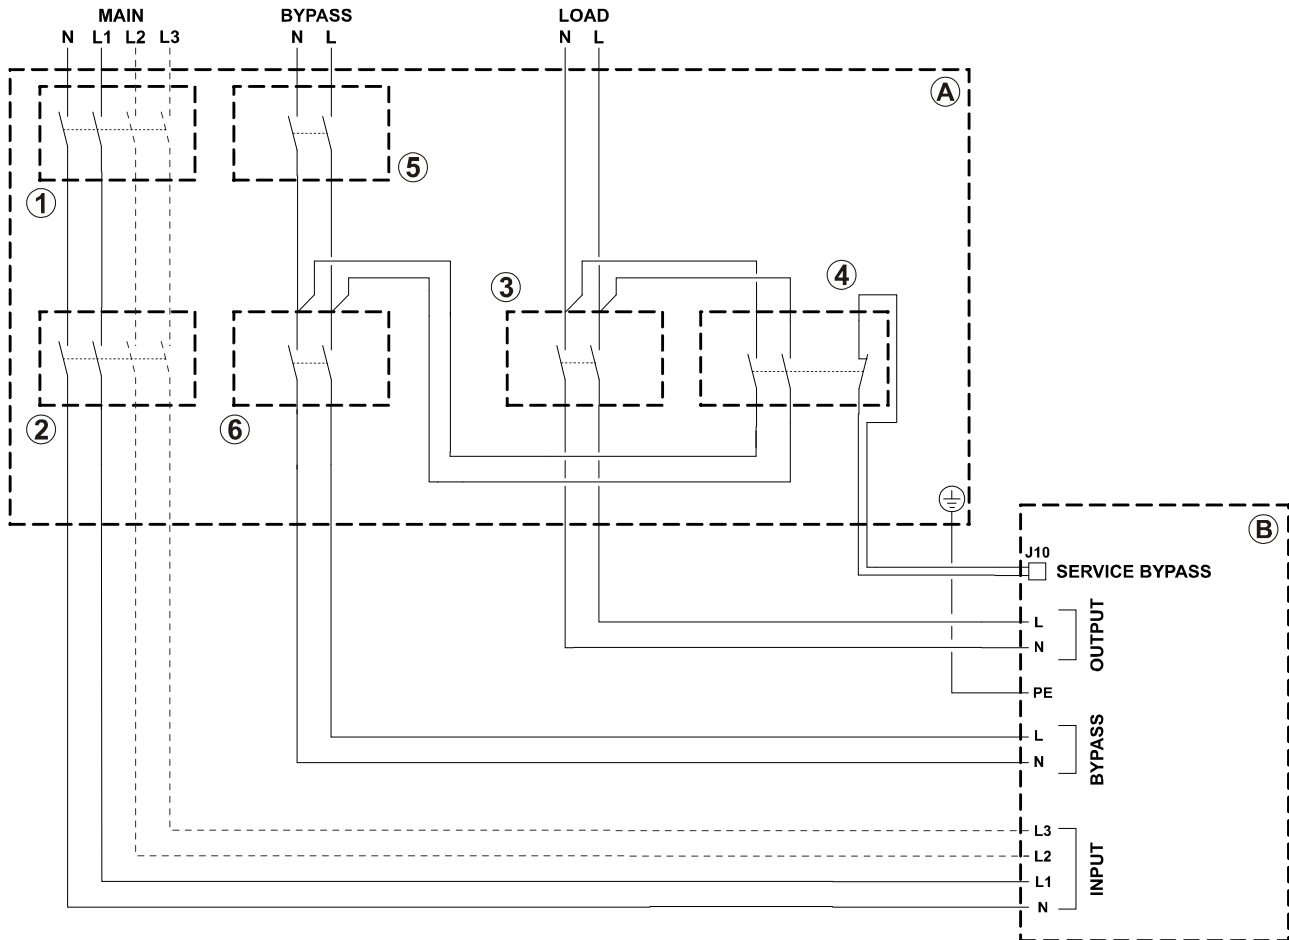 MAIN BYPASS LOAD
N L1 L2 L3 N L N L
A
5
1
4
3
2
6
B
J10
SERVICE BYPASS
L
N
OUTPUT
PE
L
N
BYPASS
L3
L2
L1
N
INPUT